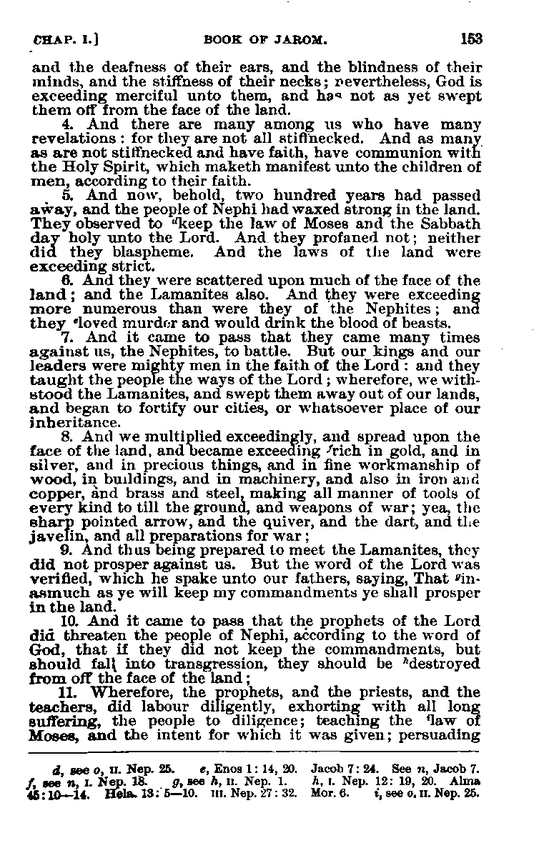 CHAP. I.] BOOK OF JAROM. 153
and the deafness of their ears, and the blindness of their
minds, and the stiffness of their necks; nevertheless, God is
exceeding merciful unto them, and has not as yet swept
them off from the face of the land.
4. And there are many among us who have many
revelations: for they are not all stiffnecked. And as many
as are not stiffnecked and have faith, have communion with
the Holy Spirit, which maketh manifest unto the children of
men, according to their faith.
5. And now, behold, two hundred years had passed
away, and the people of Nephi had waxed strong in the land.
They observed to dkeep the law of Moses and the Sabbath
day holy unto the Lord. And they profaned not; neither
did they blaspheme. And the laws of the land were
exceeding strict.
6. And they were scattered upon much of the face of the
land; and the Lamanites also. And they were exceeding
more numerous than were they of the Nephites; and
they eloved murder and would drink the blood of beasts.
7. And it came to pass that they came many times
against us, the Nephites, to battle. But our kings and our
leaders were mighty men in the faith of the Lord: and they
taught the people the ways of the Lord; wherefore, we with-
stood the Lamanites, and swept them away out of our lands,
and began to fortify our cities, or whatsoever place of our
inheritance.
8. And we multiplied exceedingly, and spread upon the
face of the land, and became exceeding frich in gold, and in
silver, and in precious things, and in fine workmanship of
wood, in buildings, and in machinery, and also in iron and
copper, and brass and steel, making all manner of tools of
every kind to till the ground, and weapons of war; yea, the
sharp pointed arrow, and the quiver, and the dart, and the
javelin, and all preparations for war;
9. And thus being prepared to meet the Lamanites, they
did not prosper against us. But the word of the Lord was
verified, which he spake unto our fathers, saying, That gin-
asmuch as ye will keep my commandments ye shall prosper
in the land.
10. And it came to pass that the prophets of the Lord
did threaten the people of Nephi, according to the word of
God, that if they did not keep the commandments, but
should fall into transgression, they should be hdestroyed
from off the face of the land;
11. Wherefore, the prophets, and the priests, and the
teachers, did labour diligently, exhorting with all long
suffering, the people to diligence; teaching the ilaw of
Moses, and the intent for which it was given; persuading
d, see o, II. Nep. 25. e, Enos 1: 14, 20. Jacob 7: 24. See n, Jacob 7.
f, see n, I. Nep. 18. g, see h, II. Nep. 1. h, I. Nep. 12: 19, 20. Alma
45: 10—14. Hela. 13: 5—10. III. Nep. 27: 32. Mor. 6. i, see o, II. Nep. 25.